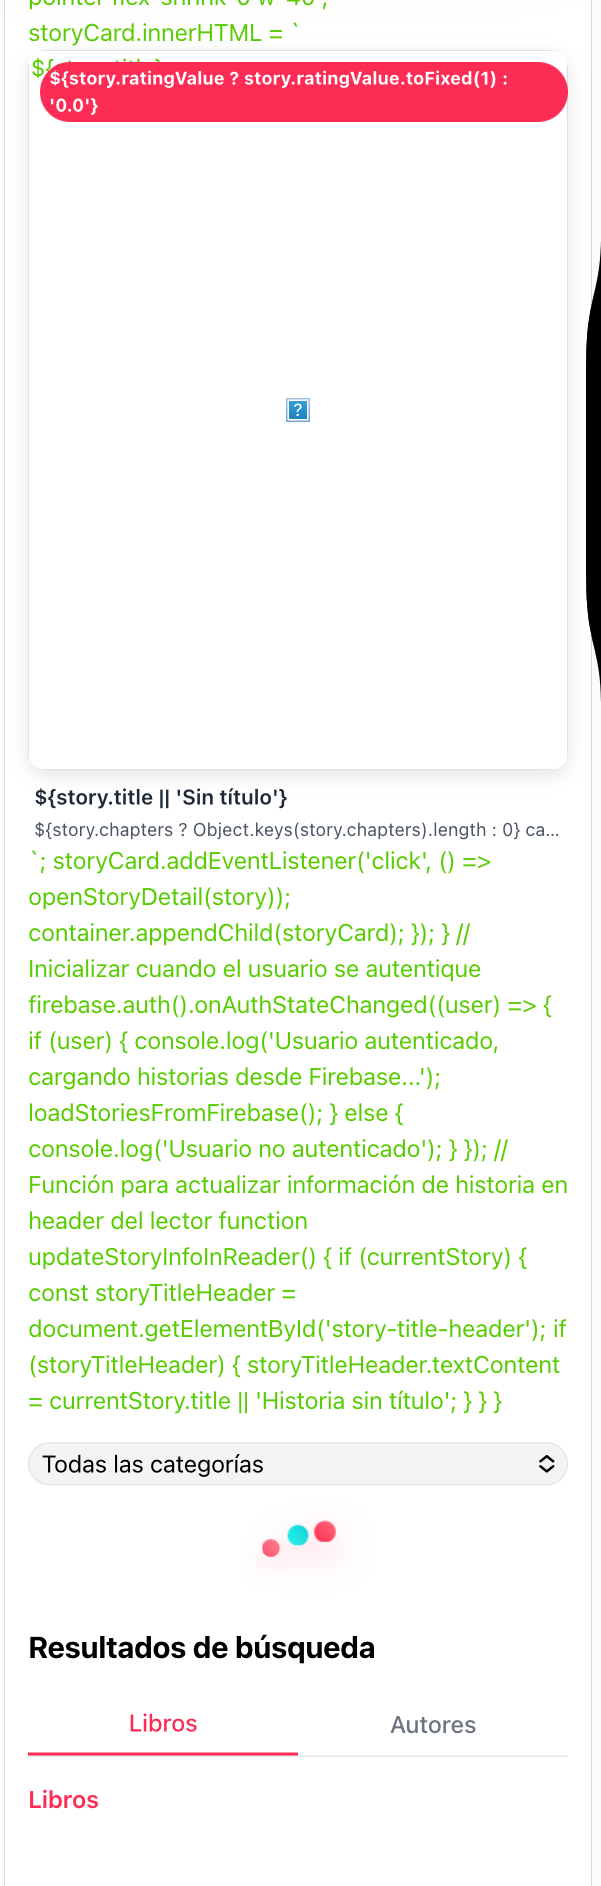 pointer flex-shrink-0 w-40';
storyCard.innerHTML = `
${story.ratingValue ? story.ratingValue.toFixed(1) :
'0.0'}
${story.title || 'Sin título'}
${story.chapters ? Object.keys(story.chapters).length : 0} ca...
`; storyCard.addEventListener('click', () =>
openStoryDetail(story));
container.appendChild(storyCard); }); } //
Inicializar cuando el usuario se autentique
firebase.auth().onAuthStateChanged((user) => {
if (user) { console.log('Usuario autenticado,
cargando historias desde Firebase...');
loadStoriesFromFirebase(); } else {
console.log('Usuario no autenticado'); } }); //
Función para actualizar información de historia en
header del lector function
updateStoryInfoInReader() { if (currentStory) {
const storyTitleHeader =
document.getElementById('story-title-header'); if
(storyTitleHeader) { storyTitleHeader.textContent
= currentStory.title || 'Historia sin título'; } } }
Todas las categorías
Resultados de búsqueda
Libros
Autores
Libros